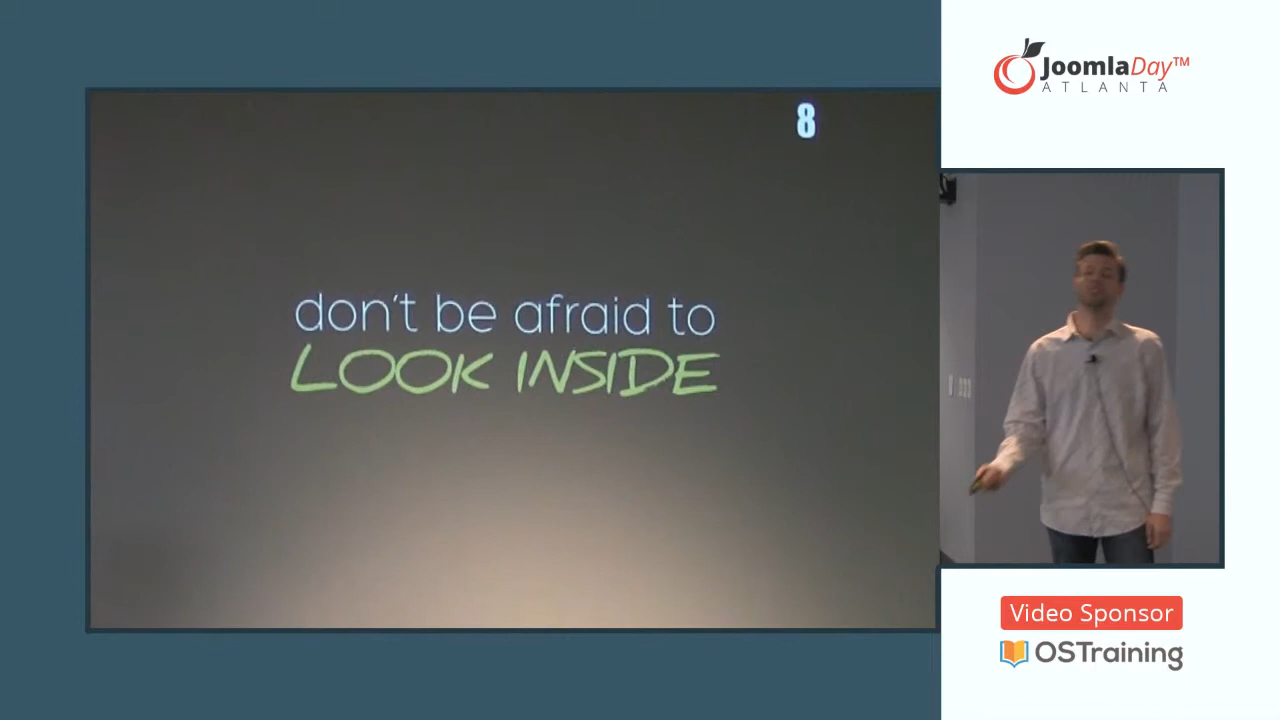 8
don't be afraid to
LOOK INSIDE
JoomlaDay™
ATLANTA
Video Sponsor
OSTraining